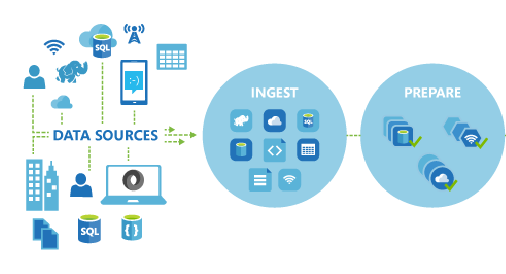 SQL
:-)
DATA SOURCES
SQL
{ }
INGEST
SQL
< >
PREPARE